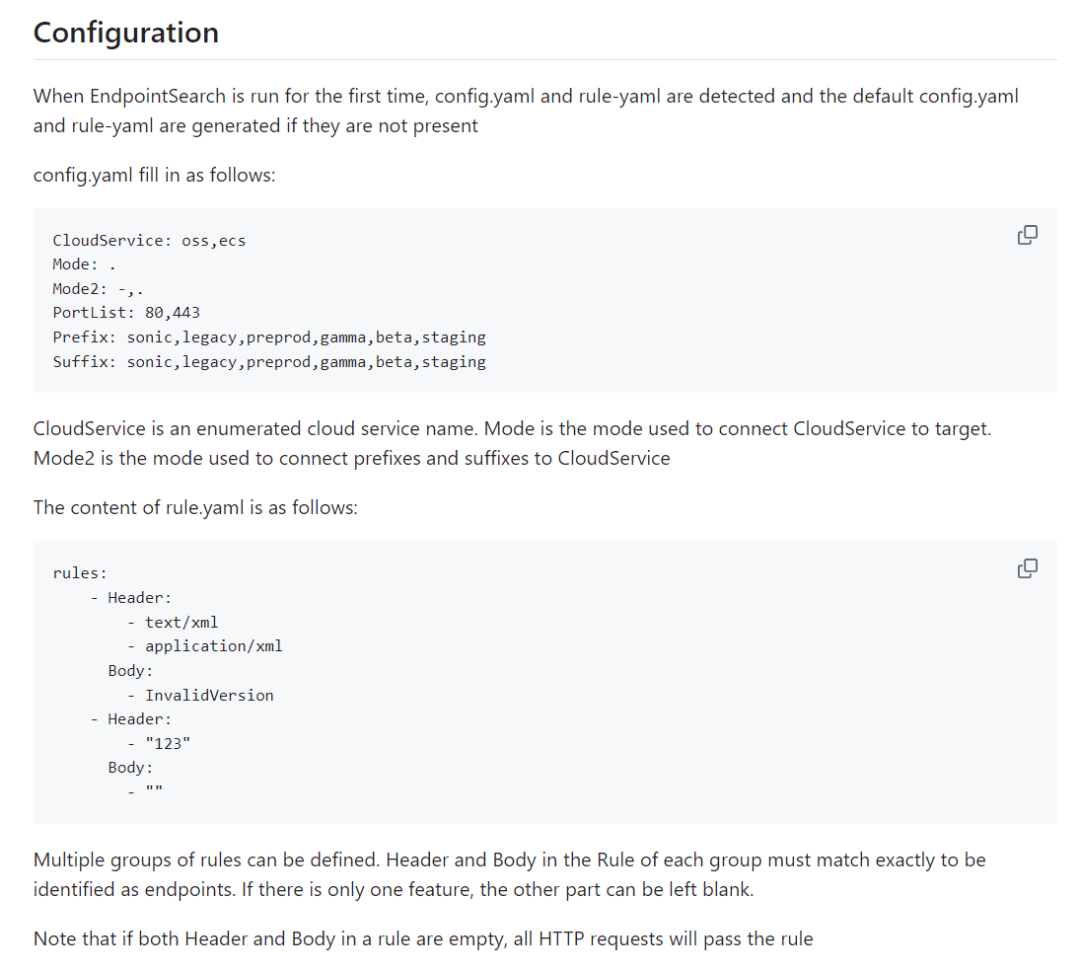 Configuration
When EndpointSearch is run for the first time, config.yaml and rule-yaml are detected and the default config.yaml
and rule-yaml are generated if they are not present
config.yaml fill in as follows:
CloudService: oss,ecs
Mode: .
Mode2: -,.
PortList: 80,443
Prefix: sonic,legacy,preprod,gamma,beta,staging
Suffix: sonic,legacy,preprod,gamma,beta,staging
CloudService is an enumerated cloud service name. Mode is the mode used to connect CloudService to target.
Mode2 is the mode used to connect prefixes and suffixes to CloudService
The content of rule.yaml is as follows:
rules:
    - Header:
        - text/xml
        - application/xml
      Body:
        - InvalidVersion
    - Header:
        - "123"
      Body:
        - ""
Multiple groups of rules can be defined. Header and Body in the Rule of each group must match exactly to be
identified as endpoints. If there is only one feature, the other part can be left blank.
Note that if both Header and Body in a rule are empty, all HTTP requests will pass the rule